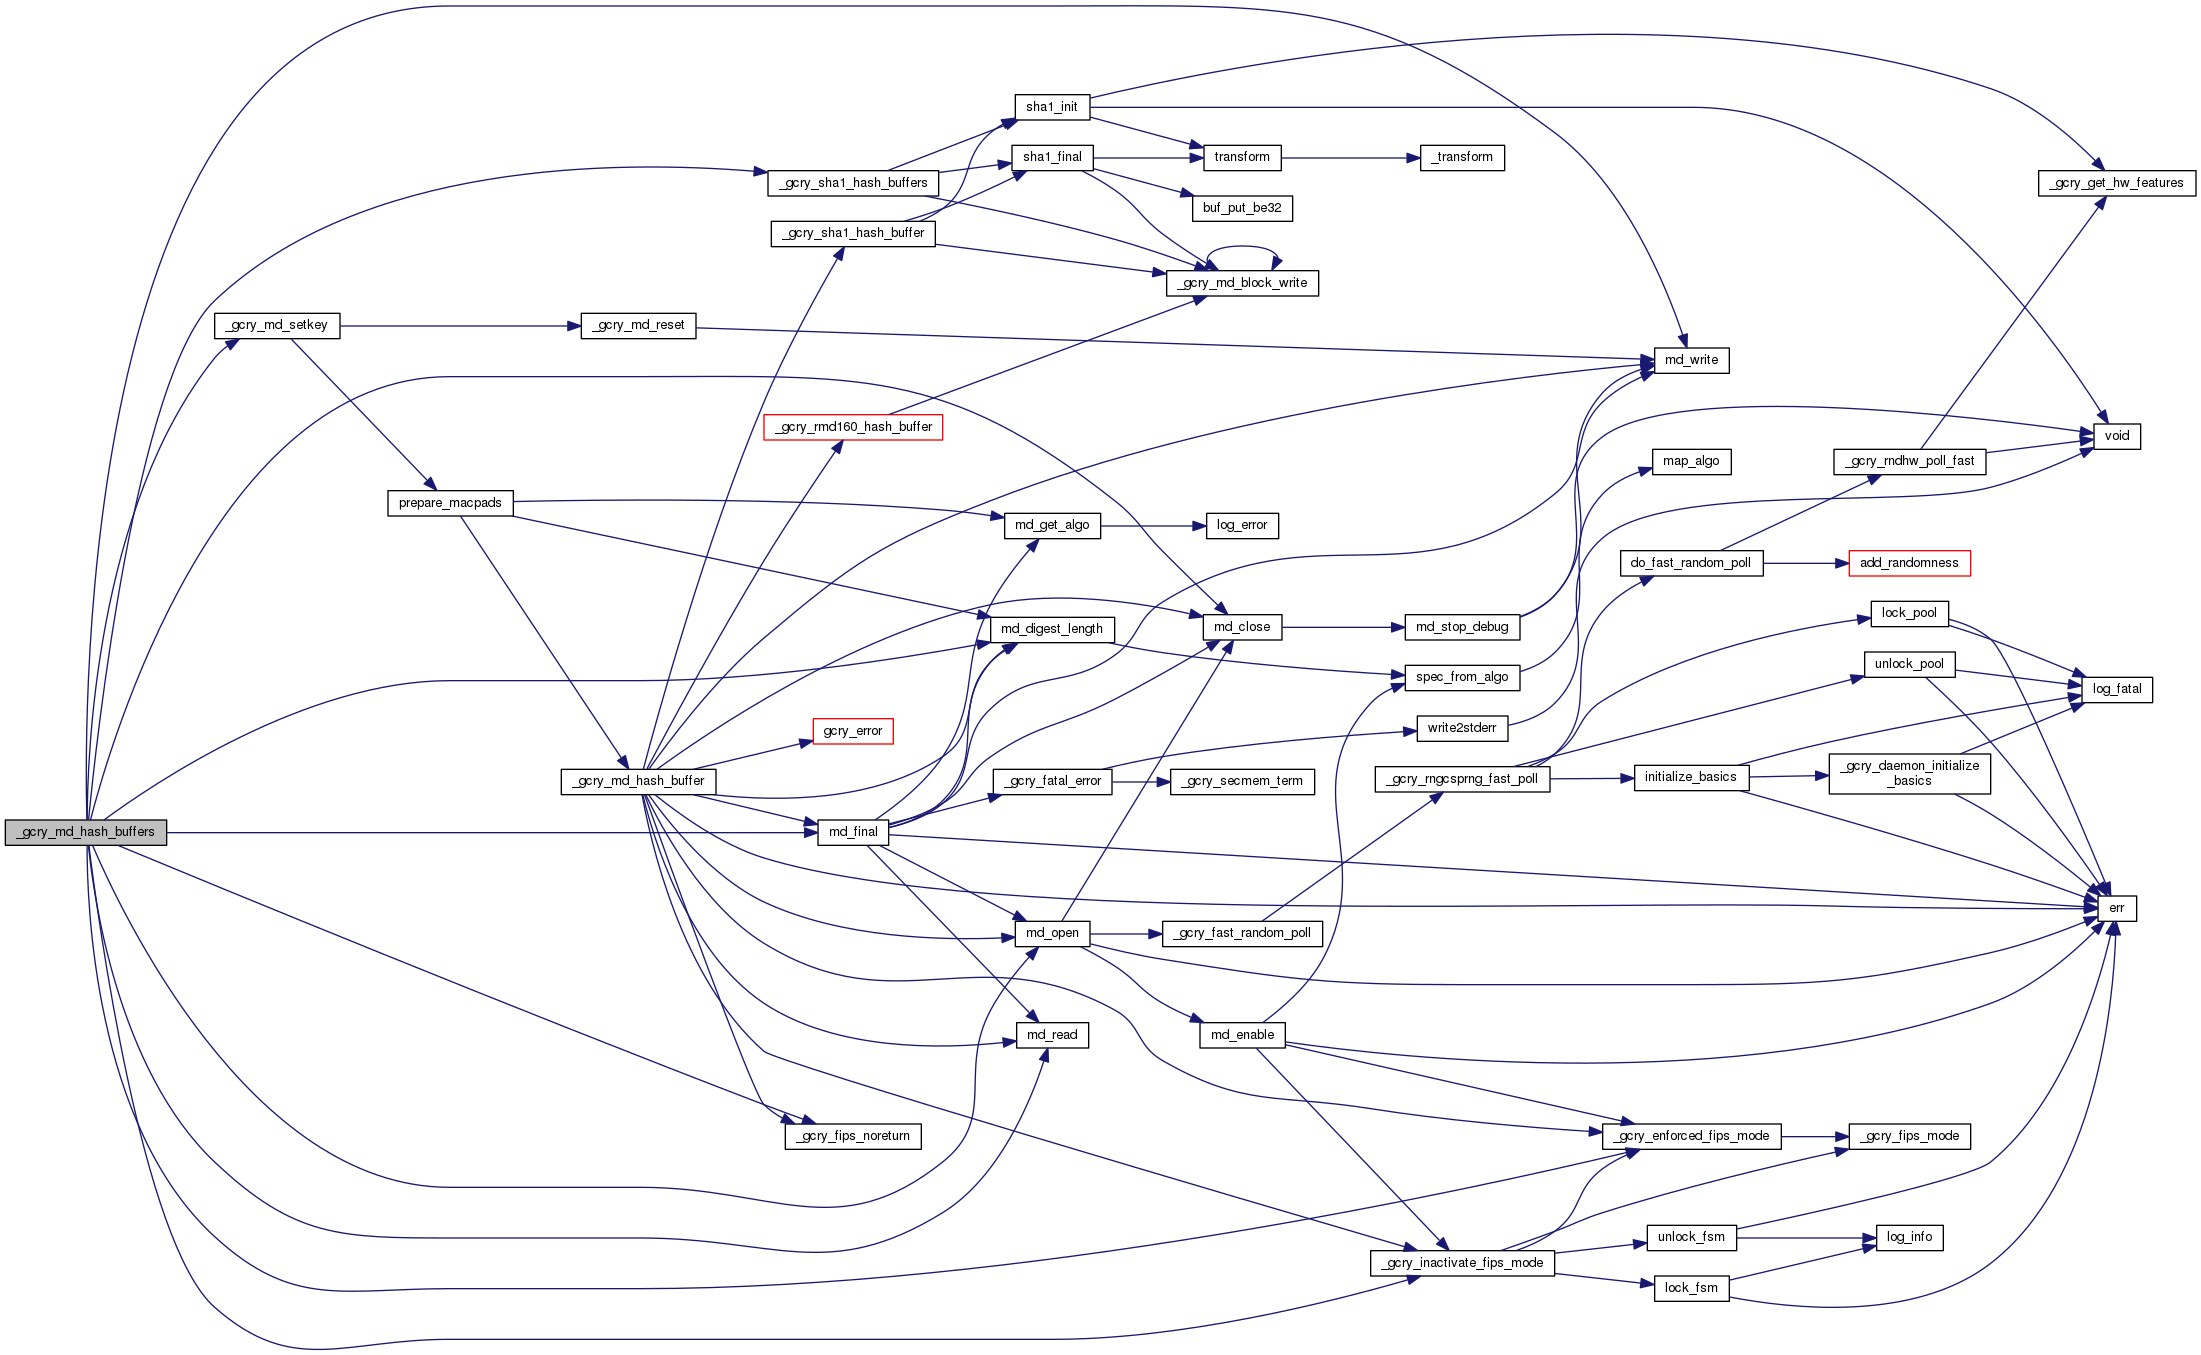 _gcry_md_hash_buffers
_gcry_md_setkey
prepare_macpads
_gcry_md_reset
_gcry_md_hash_buffer
_gcry_sha1_hash_buffers
_gcry_sha1_hash_buffer
_gcry_rmd160_hash_buffer
gcry_error
md_final
_gcry_fips_noreturn
sha1_init
sha1_final
md_get_algo
md_digest_length
_gcry_fatal_error
md_open
md_read
transform
buf_put_be32
_gcry_md_block_write
log_error
md_close
_gcry_secmem_term
_gcry_fast_random_poll
md_enable
_transform
md_stop_debug
spec_from_algo
write2stderr
_gcry_rngcsprng_fast_poll
_gcry_inactivate_fips_mode
md_write
map_algo
do_fast_random_poll
initialize_basics
_gcry_enforced_fips_mode
unlock_fsm
lock_fsm
_gcry_rndhw_poll_fast
add_randomness
lock_pool
unlock_pool
_gcry_daemon_initialize
_basics
_gcry_fips_mode
log_info
_gcry_get_hw_features
void
log_fatal
err